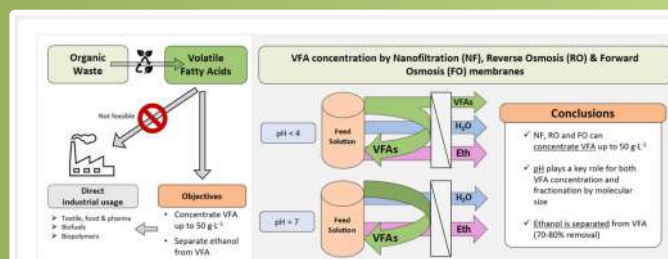 Organic
Waste
Volatile
Fatty Acids
Not feasible
Direct
industrial usage
➢ Textile, food & pharma
➢ Biofuels
➢ Biopolymers
Objectives
• Concentrate VFA
up to 50 g·L⁻¹
• Separate ethanol
from VFA
VFA concentration by Nanofiltration (NF), Reverse Osmosis (RO) & Forward
Osmosis (FO) membranes
pH < 4
Feed
Solution
VFAs
VFAs
H₂O
Eth
pH = 7
Feed
Solution
VFAs
H₂O
Eth
Conclusions
✓ NF, RO and FO can
concentrate VFA up to 50 g·L⁻¹
✓ pH plays a key role for both
VFA concentration and
fractionation by molecular
size
✓ Ethanol is separated from VFA
(70-80% removal)